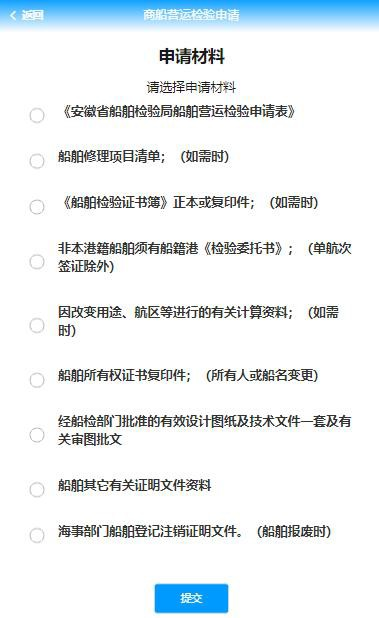 返回
商船营运检验申请
申请材料
请选择申请材料
《安徽省船舶检验局船舶营运检验申请表》
船舶修理项目清单；（如需时）
《船舶检验证书簿》正本或复印件；（如需时）
非本港籍船舶须有船籍港《检验委托书》；（单航次
签证除外）
因改变用途、航区等进行的有关计算资料；（如需
时）
船舶所有权证书复印件；（所有人或船名变更）
经船检部门批准的有效设计图纸及技术文件一套及有
关审图批文
船舶其它有关证明文件资料
海事部门船舶登记注销证明文件。（船舶报废时）
提交